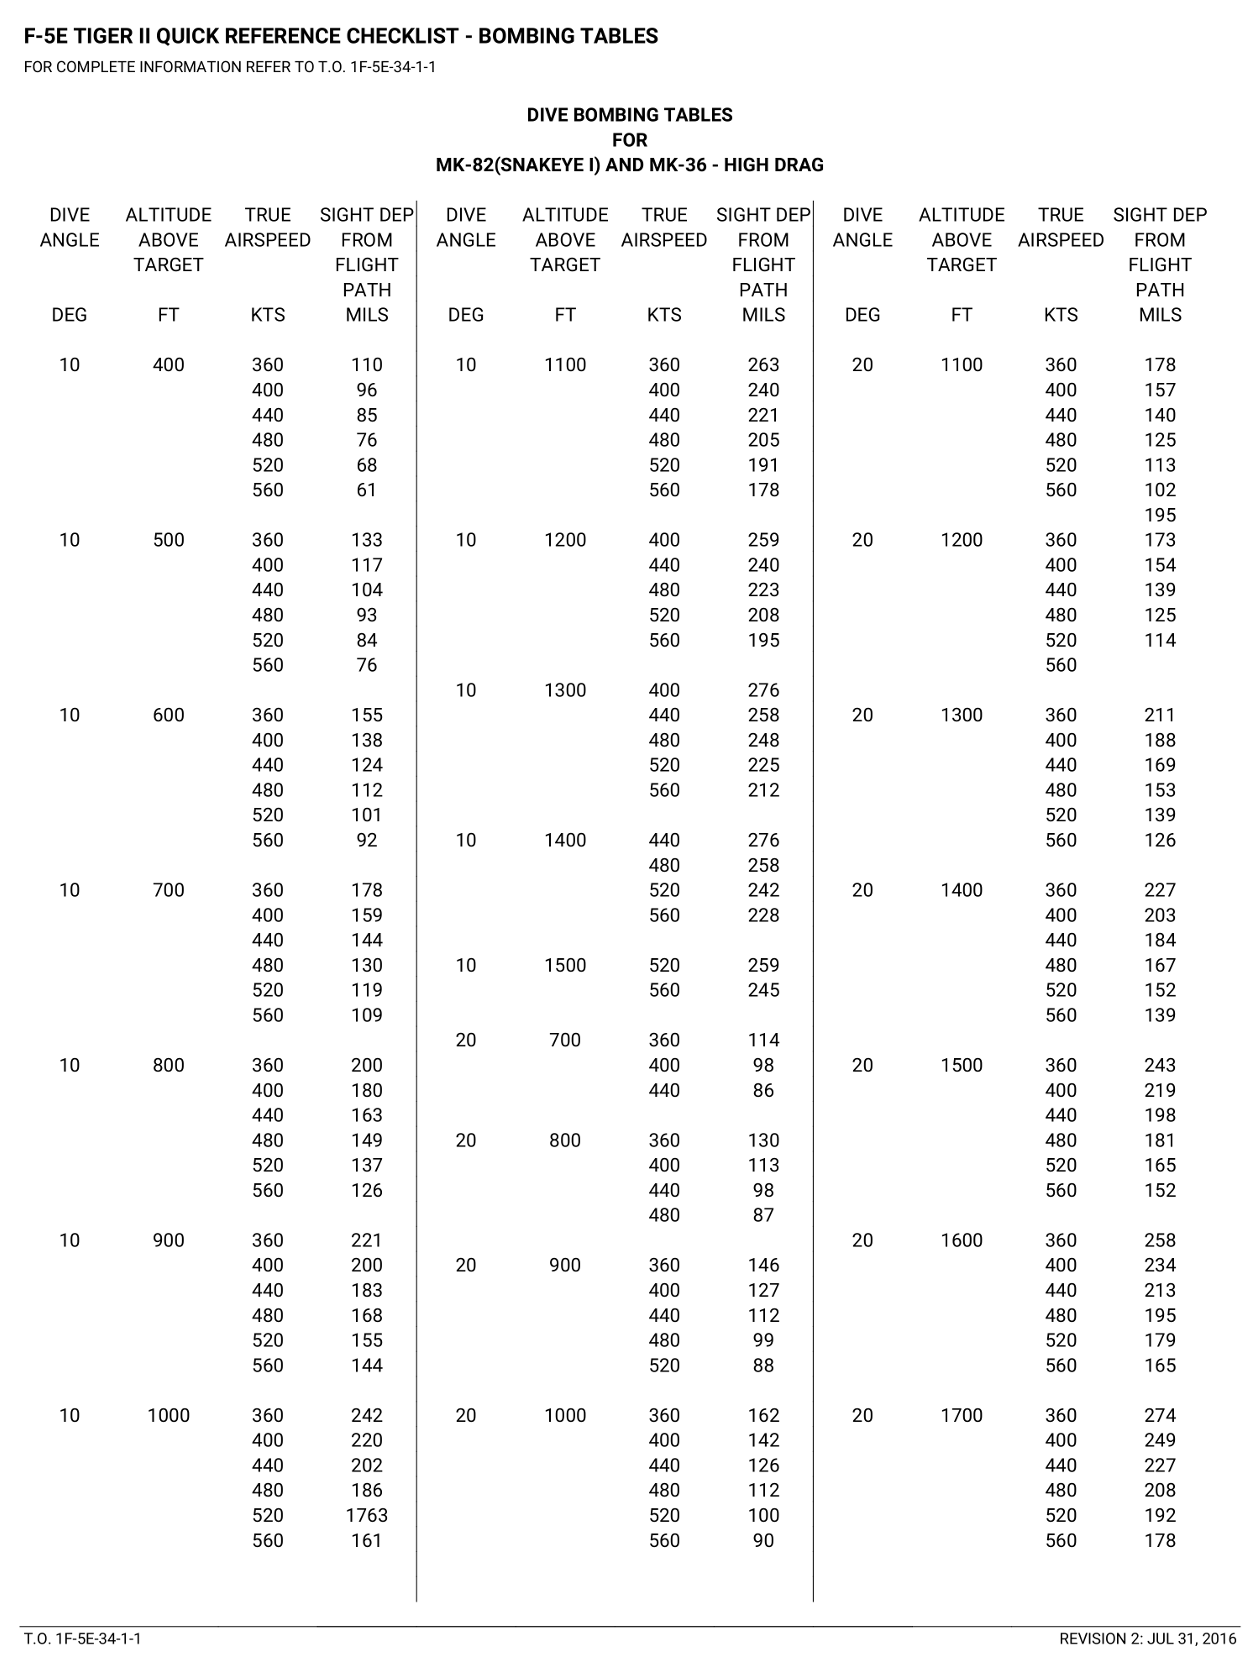 F-5E TIGER II QUICK REFERENCE CHECKLIST - BOMBING TABLES
FOR COMPLETE INFORMATION REFER TO T.O. 1F-5E-34-1-1
DIVE BOMBING TABLES
FOR
MK-82(SNAKEYE I) AND MK-36 - HIGH DRAG
DIVE ALTITUDE TRUE SIGHT DEP DIVE ALTITUDE TRUE SIGHT DEP DIVE ALTITUDE TRUE SIGHT DEP
ANGLE ABOVE AIRSPEED FROM ANGLE ABOVE AIRSPEED FROM ANGLE ABOVE AIRSPEED FROM
TARGET FLIGHT TARGET FLIGHT TARGET FLIGHT
PATH PATH PATH
DEG FT KTS MILS DEG FT KTS MILS DEG FT KTS MILS
10 400 360 110 10 1100 360 263 20 1100 360 178
400 96 400 240 400 157
440 85 440 221 440 140
480 76 480 205 480 125
520 68 520 191 520 113
560 61 560 178 560 102
195
10 500 360 133 10 1200 400 259 20 1200 360 173
400 117 440 240 400 154
440 104 480 223 440 139
480 93 520 208 480 125
520 84 560 195 520 114
560 76 560
10 1300 400 276
10 600 360 155 440 258 20 1300 360 211
400 138 480 248 400 188
440 124 520 225 440 169
480 112 560 212 480 153
520 101 520 139
560 92 10 1400 440 276 560 126
480 258
10 700 360 178 520 242 20 1400 360 227
400 159 560 228 400 203
440 144 440 184
480 130 10 1500 520 259 480 167
520 119 560 245 520 152
560 109 560 139
20 700 360 114
10 800 360 200 400 98 20 1500 360 243
400 180 440 86 400 219
440 163 440 198
480 149 20 800 360 130 480 181
520 137 400 113 520 165
560 126 440 98 560 152
480 87
10 900 360 221 20 1600 360 258
400 200 20 900 360 146 400 234
440 183 400 127 440 213
480 168 440 112 480 195
520 155 480 99 520 179
560 144 520 88 560 165
10 1000 360 242 20 1000 360 162 20 1700 360 274
400 220 400 142 400 249
440 202 440 126 440 227
480 186 480 112 480 208
520 1763 520 100 520 192
560 161 560 90 560 178
T.O. 1F-5E-34-1-1 REVISION 2: JUL 31, 2016